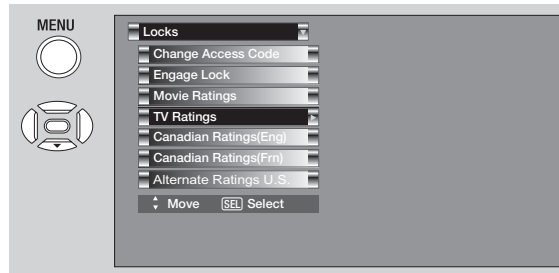 MENU
Locks
Change Access Code
Engage Lock
Movie Ratings
TV Ratings
Canadian Ratings(Eng)
Canadian Ratings(Frn)
Alternate Ratings U.S.
Move SEL Select